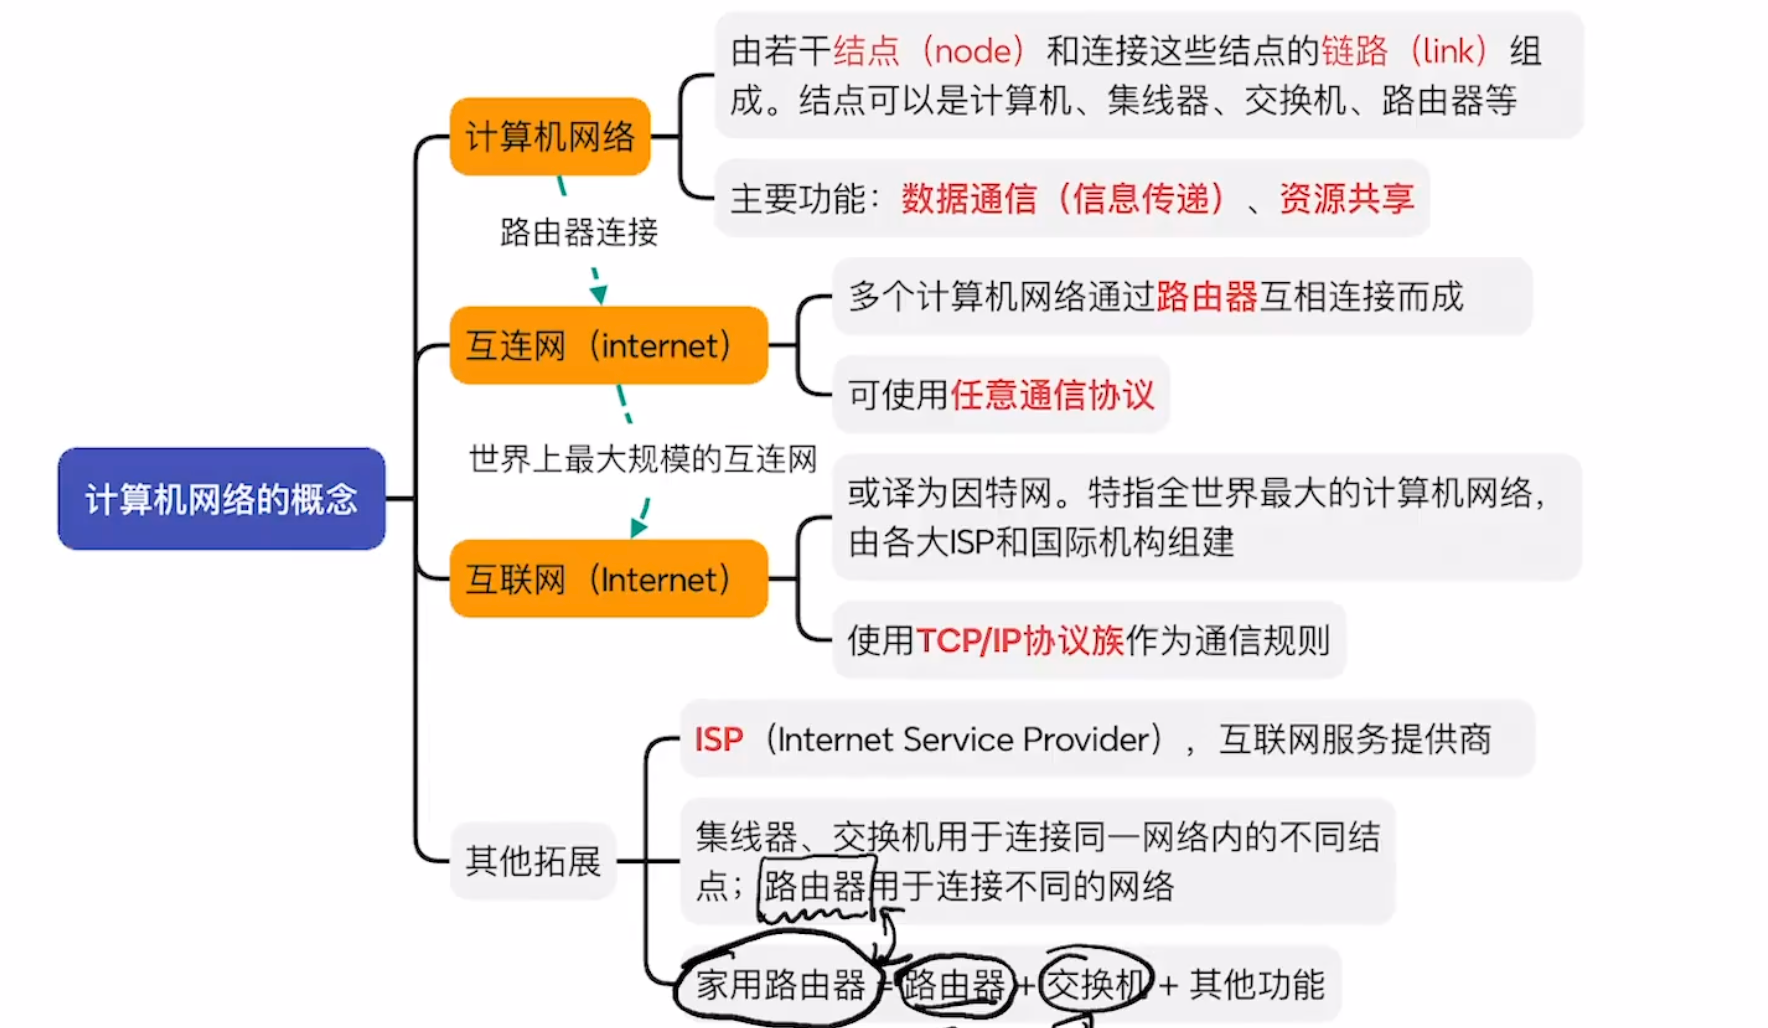 由若干结点（node）和连接这些结点的链路（link）组
成。结点可以是计算机、集线器、交换机、路由器等
计算机网络
主要功能：数据通信（信息传递）、资源共享
路由器连接
多个计算机网络通过路由器互相连接而成
互连网（internet）
可使用任意通信协议
世界上最大规模的互连网
计算机网络的概念
或译为因特网。特指全世界最大的计算机网络，
由各大ISP和国际机构组建
互联网（Internet）
使用TCP/IP协议族作为通信规则
ISP（Internet Service Provider），互联网服务提供商
集线器、交换机用于连接同一网络内的不同结
点；路由器用于连接不同的网络
其他拓展
家用路由器 = 路由器 + 交换机 + 其他功能